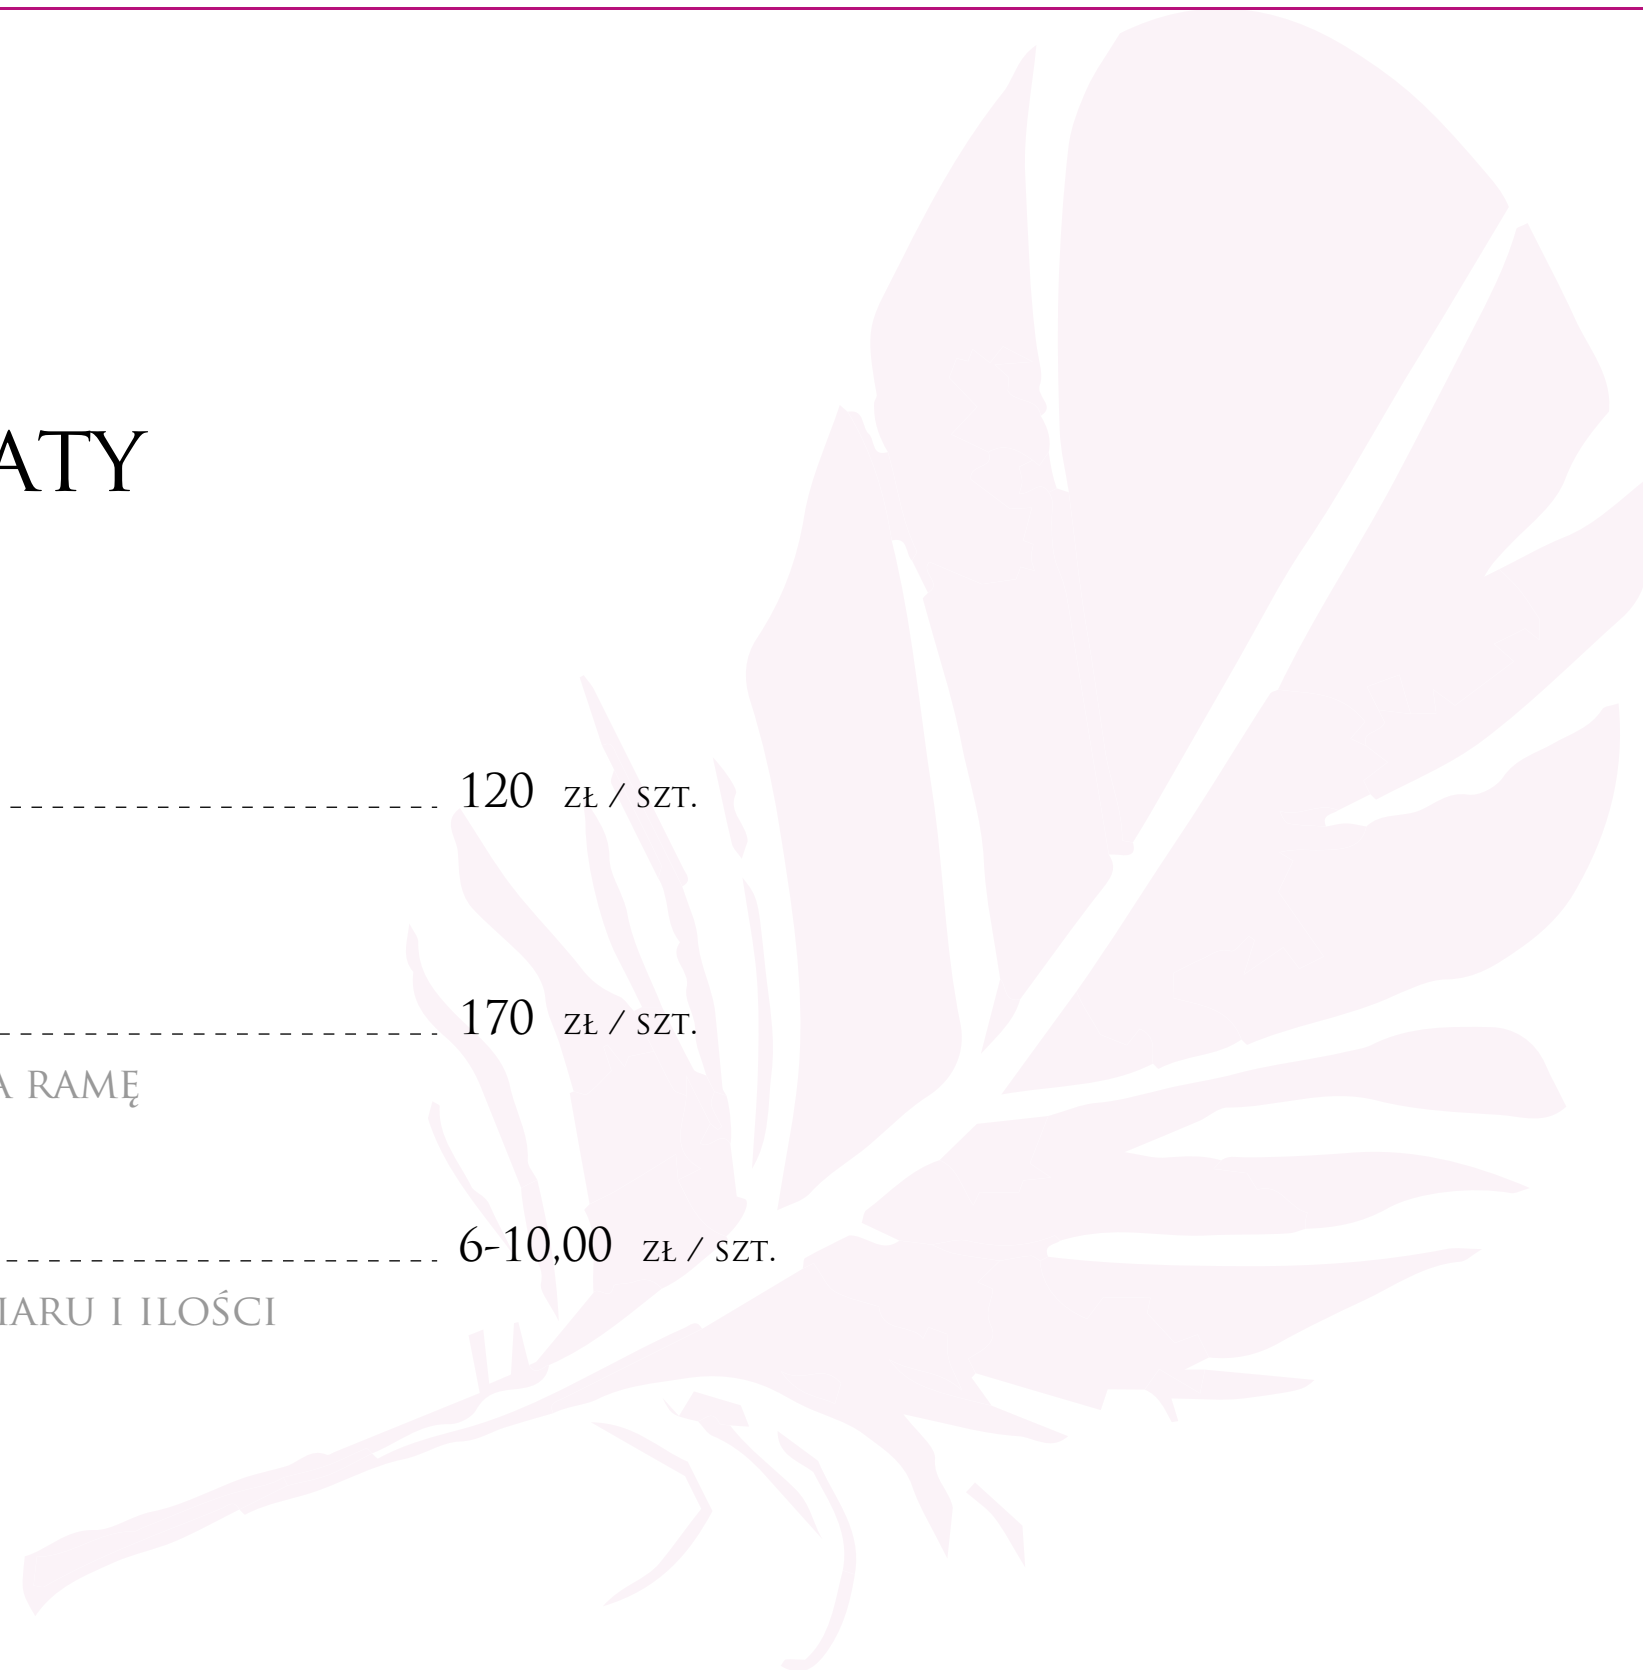 ATY
120 ZŁ / SZT.
170 ZŁ / SZT.
A RAMĘ
6-10,00 ZŁ / SZT.
IARU I ILOŚCI